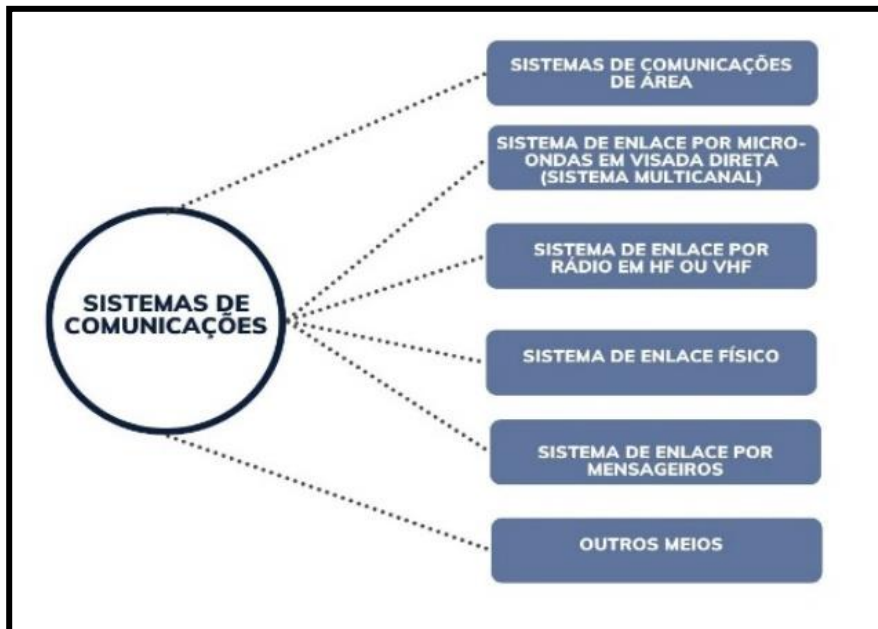 SISTEMAS DE COMUNICAÇÕES
DE ÁREA
SISTEMA DE ENLACE POR MICRO-
ONDAS EM VISADA DIRETA
(SISTEMA MULTICANAL)
SISTEMA DE ENLACE POR
RÁDIO EM HF OU VHF
SISTEMAS DE
COMUNICAÇÕES
SISTEMA DE ENLACE FÍSICO
SISTEMA DE ENLACE POR
MENSAGEIROS
OUTROS MEIOS